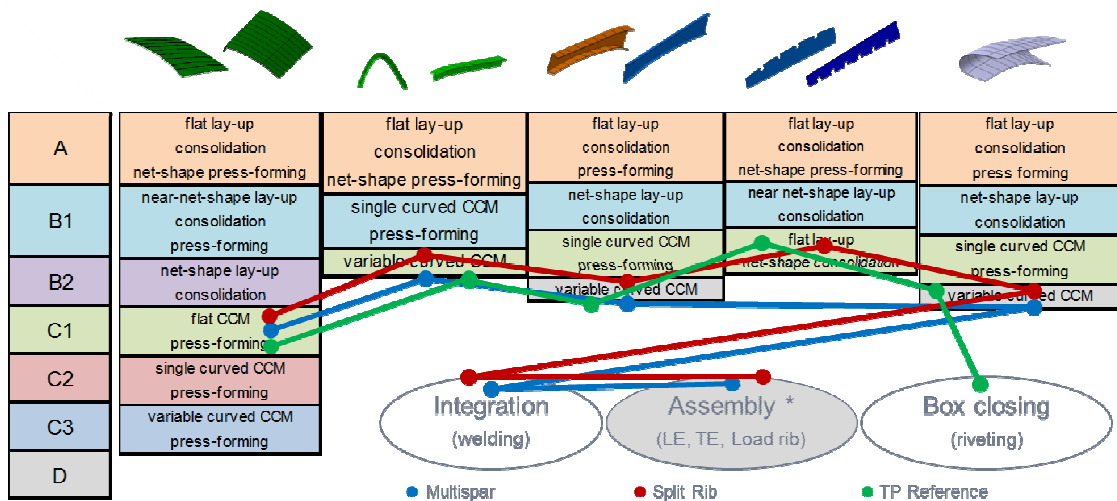 A
B1
B2
C1
C2
C3
D
flat lay-up
consolidation
net-shape press-forming
near-net-shape lay-up
consolidation
press-forming
net-shape lay-up
consolidation
flat CCM
press-forming
single curved CCM
press-forming
variable curved CCM
press-forming
flat lay-up
consolidation
net-shape press-forming
single curved CCM
press-forming
variable curved CCM
flat lay-up
consolidation
press-forming
net-shape lay-up
consolidation
single curved CCM
press-forming
variable curved CCM
flat lay-up
consolidation
net-shape press-forming
near net-shape lay-up
consolidation
flat lay-up
net-shape consolidation
flat lay-up
consolidation
press forming
net-shape lay-up
consolidation
single curved CCM
press-forming
variable curved CCM
Integration
(welding)
Assembly *
(LE, TE, Load rib)
Box closing
(riveting)
Multispar
Split Rib
TP Reference